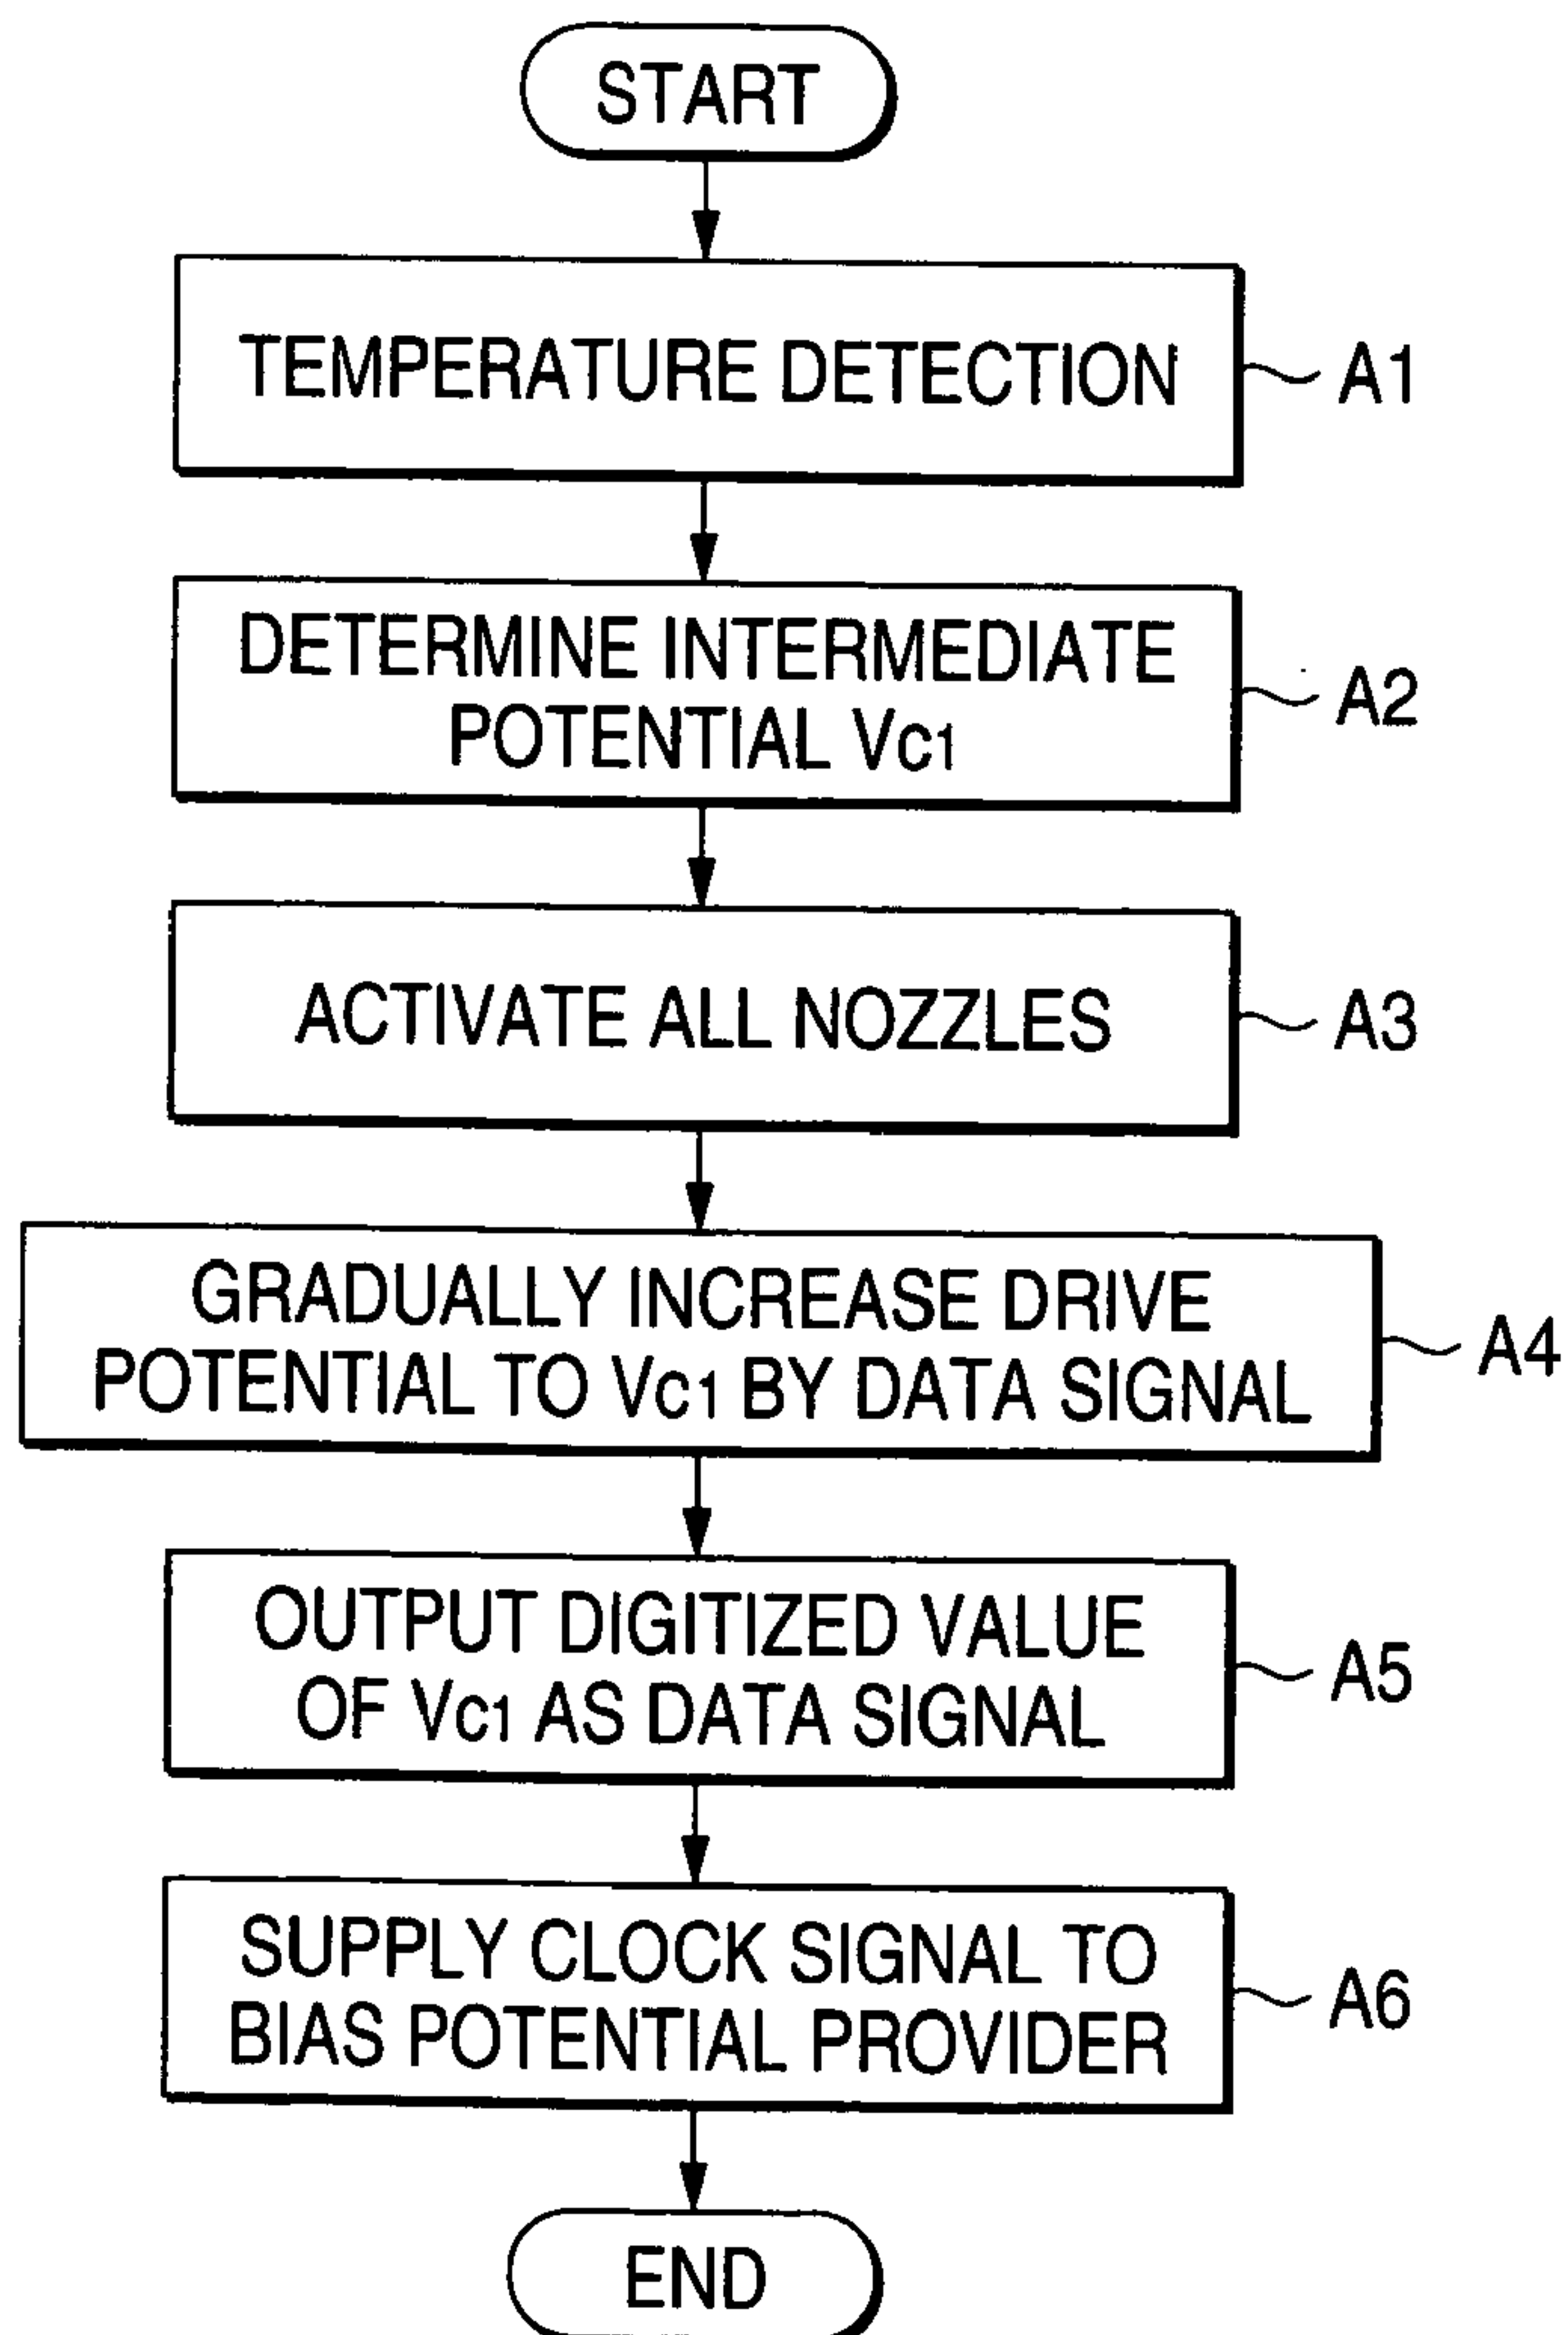 START
TEMPERATURE DETECTION
A1
DETERMINE INTERMEDIATE
POTENTIAL Vc1
A2
ACTIVATE ALL NOZZLES
A3
GRADUALLY INCREASE DRIVE
POTENTIAL TO Vc1 BY DATA SIGNAL
A4
OUTPUT DIGITIZED VALUE
OF Vc1 AS DATA SIGNAL
A5
SUPPLY CLOCK SIGNAL TO
BIAS POTENTIAL PROVIDER
A6
END